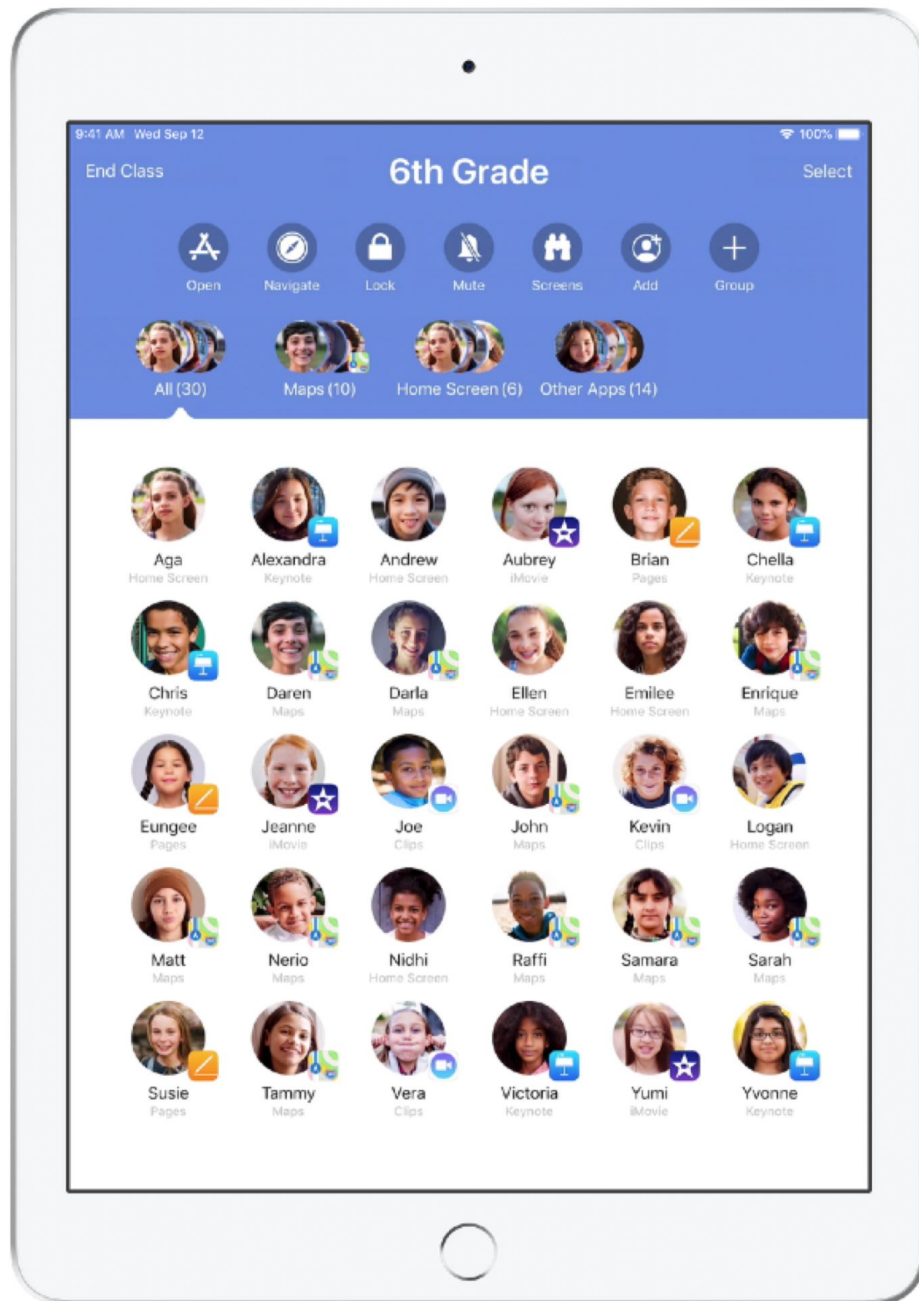 9:41 AM Wed Sep 12 100%
End Class 6th Grade Select
Open Navigate Lock Mute Screens Add Group
All (30) Maps (10) Home Screen (6) Other Apps (14)
Aga Alexandra Andrew Aubrey Brian Chella
Home Screen Keynote Home Screen iMovie Pages Keynote
Chris Daren Darla Ellen Emilee Enrique
Keynote Maps Maps Home Screen Home Screen Maps
Eungee Jeanne Joe John Kevin Logan
Pages iMovie Clips Maps Clips Home Screen
Matt Nerio Nidhi Raffi Samara Sarah
Maps Maps Home Screen Maps Maps Maps
Susie Tammy Vera Victoria Yumi Yvonne
Pages Maps Clips Keynote iMovie Keynote